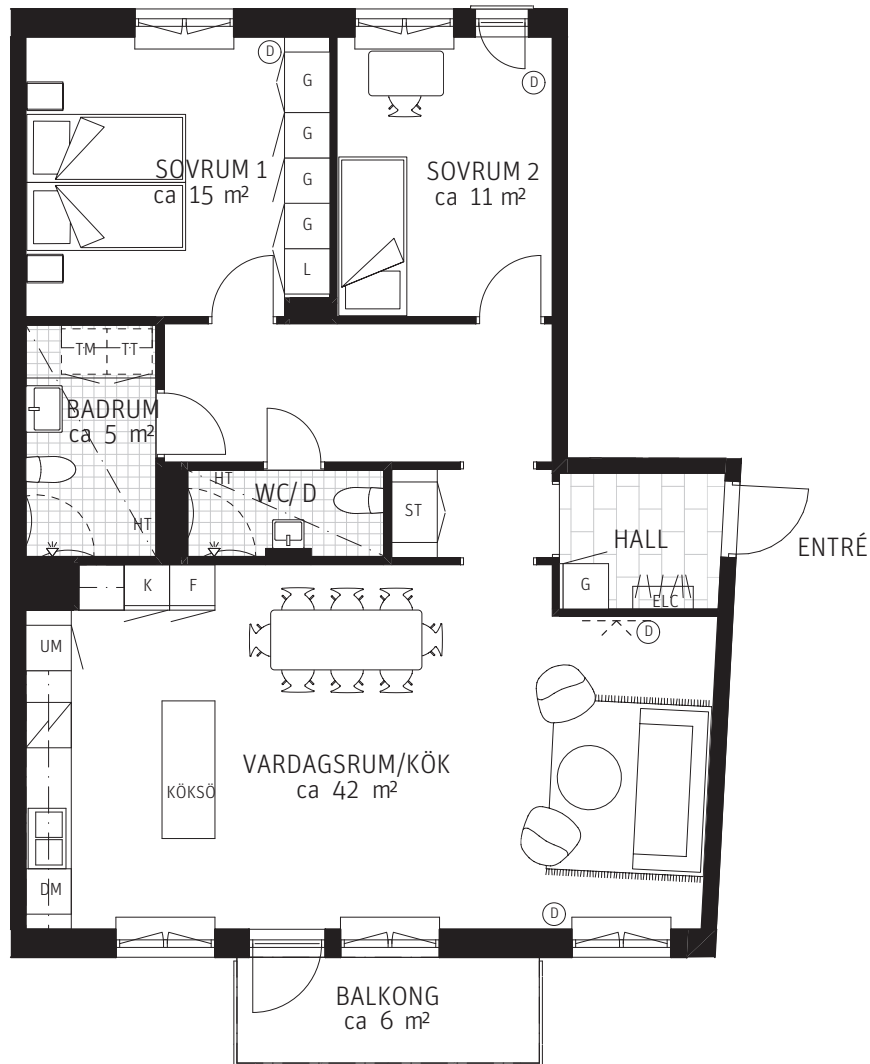 D
G
D
G
SOVRUM 1
ca 15 m²
SOVRUM 2
ca 11 m²
G
G
L
TM TT
BADRUM
ca 5 m²
HT
WC/D
ST
HT
HALL
ENTRÉ
K F
G
ELC
D
UM
VARDAGSRUM/KÖK
ca 42 m²
KÖKSÖ
DM
D
BALKONG
ca 6 m²